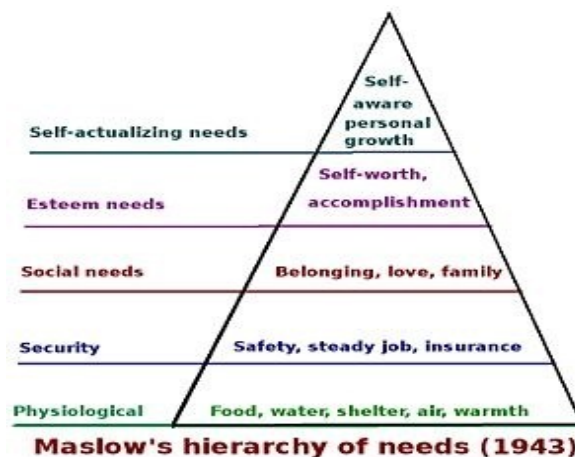 Self-
aware
personal
growth
Self-actualizing needs
Self-worth,
accomplishment
Esteem needs
Social needs
Belonging, love, family
Security
Safety, steady job, insurance
Physiological
Food, water, shelter, air, warmth
Maslow's hierarchy of needs (1943)